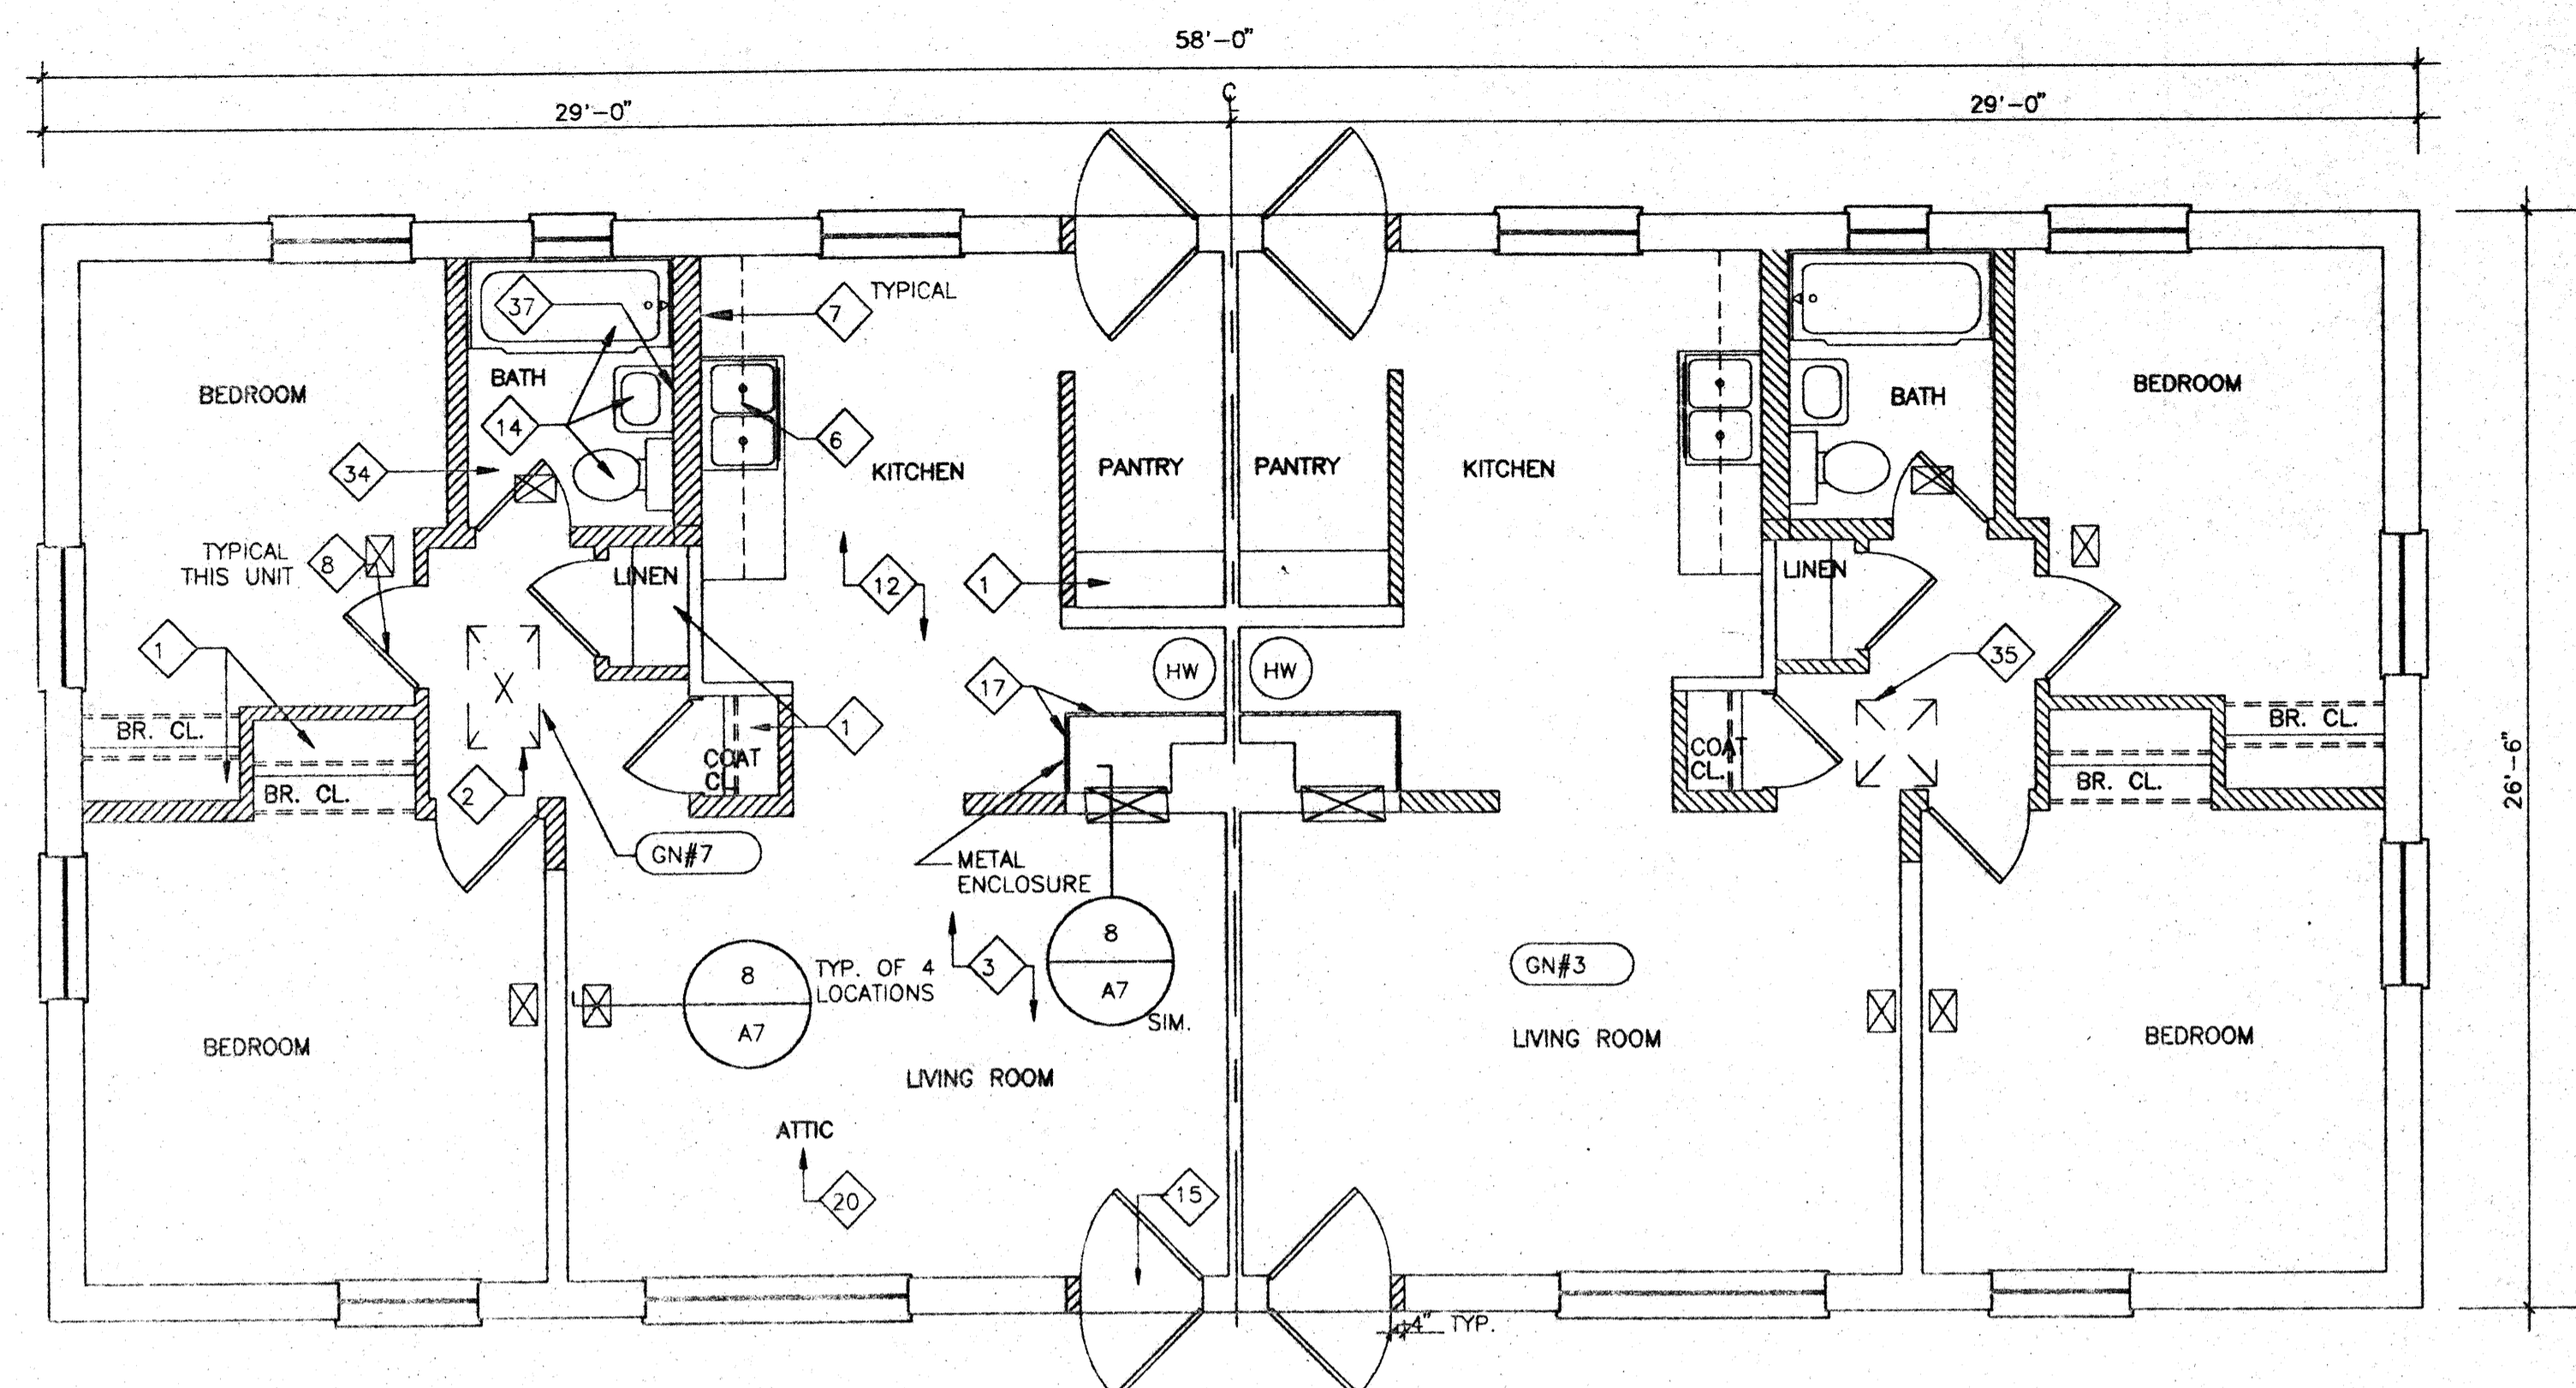 58'-0"
29'-0"
℄
29'-0"
37
7
TYPICAL
BEDROOM
BATH
14
6
34
KITCHEN
PANTRY
PANTRY
KITCHEN
BATH
BEDROOM
TYPICAL
THIS UNIT
8
LINEN
12
1
LINEN
1
HW
HW
35
17
BR. CL.
1
COAT
CL.
BR. CL.
2
COAT
CL.
BR. CL.
BR. CL.
26'-6"
GN#7
METAL
ENCLOSURE
8
A7
TYP. OF 4
LOCATIONS
3
8
A7
SIM.
GN#3
BEDROOM
LIVING ROOM
LIVING ROOM
BEDROOM
ATTIC
20
15
4" TYP.